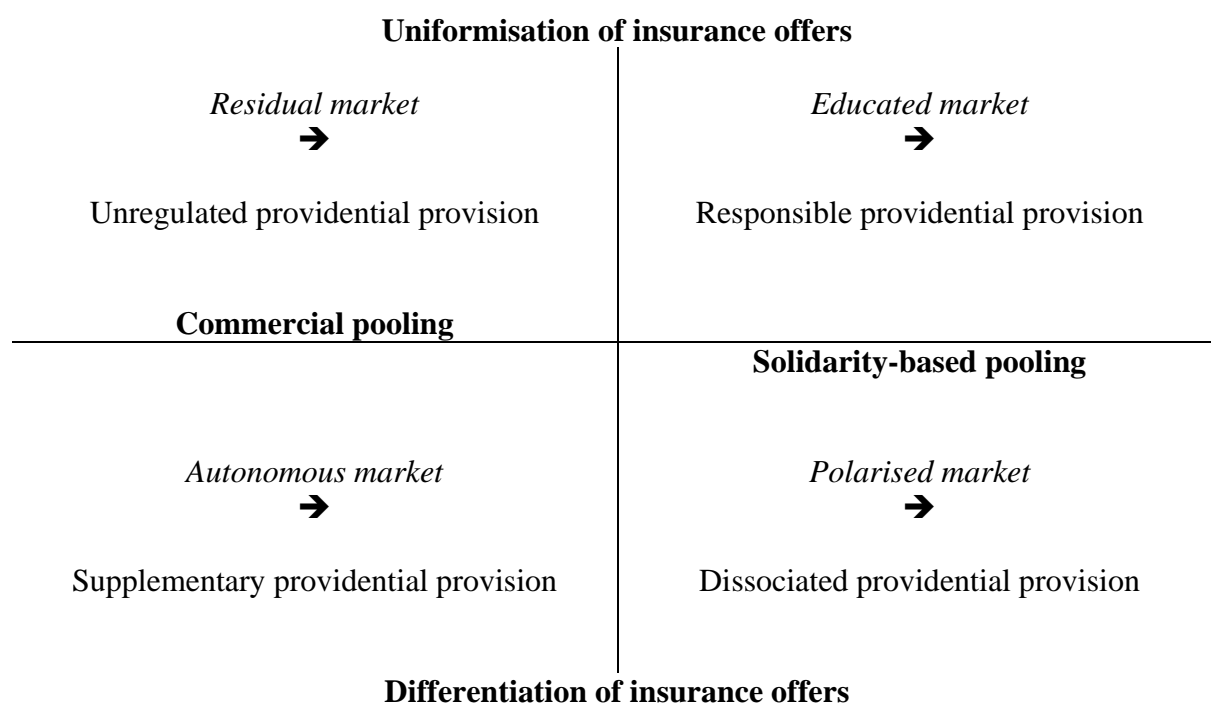 Uniformisation of insurance offers
Residual market
Educated market
➔
➔
Unregulated providential provision
Responsible providential provision
Commercial pooling
Solidarity-based pooling
Autonomous market
Polarised market
➔
➔
Supplementary providential provision
Dissociated providential provision
Differentiation of insurance offers